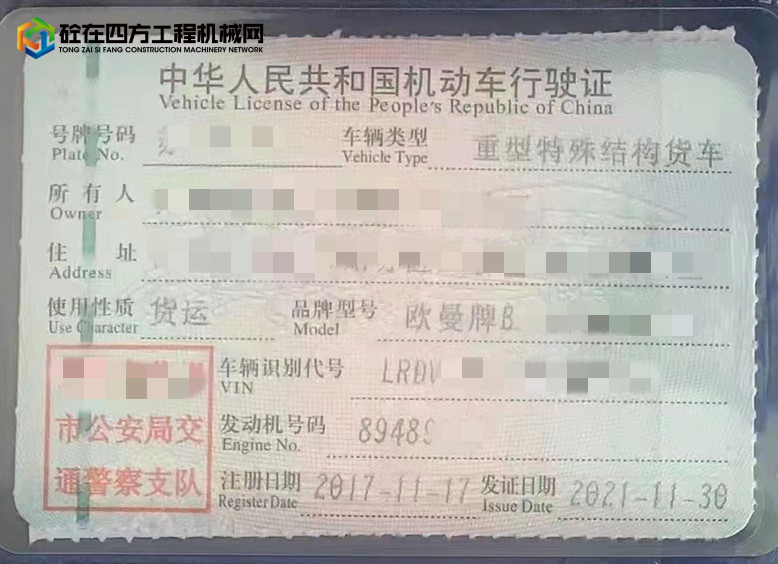 砼在四方工程机械网
TONG ZAI SI FANG CONSTRUCTION MACHINERY NETWORK
中华人民共和国机动车行驶证
Vehicle License of the People's Republic of China
号牌号码 车辆类型 重型特殊结构货车
Plate No. Vehicle Type
所有人
Owner
住址
Address
使用性质 货运 品牌型号 欧曼牌B
Use Character Model
车辆识别代号 LRDV
VIN
市公安局交
通警察支队
发动机号码 89489
Engine No.
注册日期 2017-11-17 发证日期 2021-11-30
Register Date Issue Date